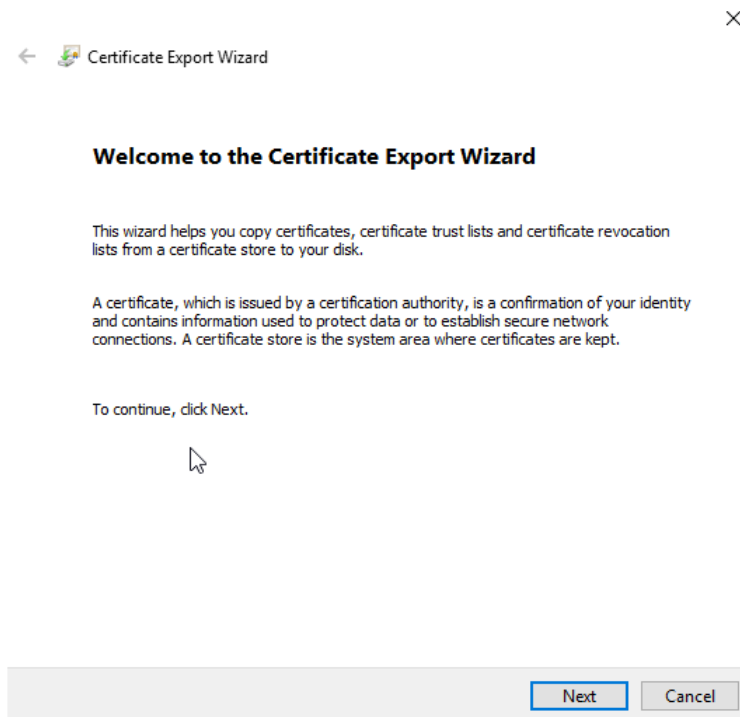 Certificate Export Wizard
Welcome to the Certificate Export Wizard
This wizard helps you copy certificates, certificate trust lists and certificate revocation
lists from a certificate store to your disk.
A certificate, which is issued by a certification authority, is a confirmation of your identity
and contains information used to protect data or to establish secure network
connections. A certificate store is the system area where certificates are kept.
To continue, click Next.
Next
Cancel